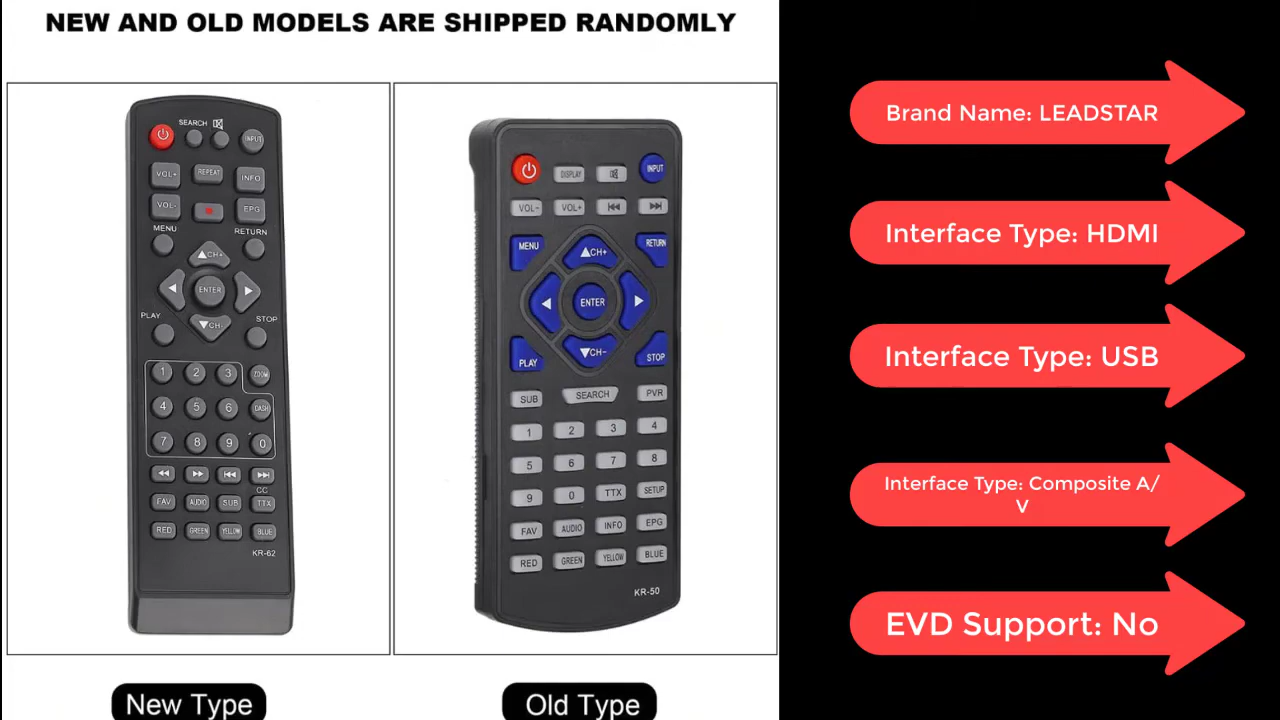 NEW AND OLD MODELS ARE SHIPPED RANDOMLY
SEARCH
INPUT
VOL+
REPEAT
INFO
VOL-
EPG
MENU
RETURN
CH+
ENTER
CH-
PLAY
STOP
1 2 3 ZOOM
4 5 6 DASH
7 8 9 0
CC
FAV AUDIO SUB TTX
RED GREEN YELLOW BLUE
KR-62
New Type
DISPLAY
INPUT
VOL- VOL+
MENU
RETURN
CH+
ENTER
CH-
PLAY
STOP
SUB SEARCH PVR
1 2 3 4
5 6 7 8
9 0 TTX SETUP
FAV AUDIO INFO EPG
RED GREEN YELLOW BLUE
KR-50
Old Type
Brand Name: LEADSTAR
Interface Type: HDMI
Interface Type: USB
Interface Type: Composite A/
V
EVD Support: No